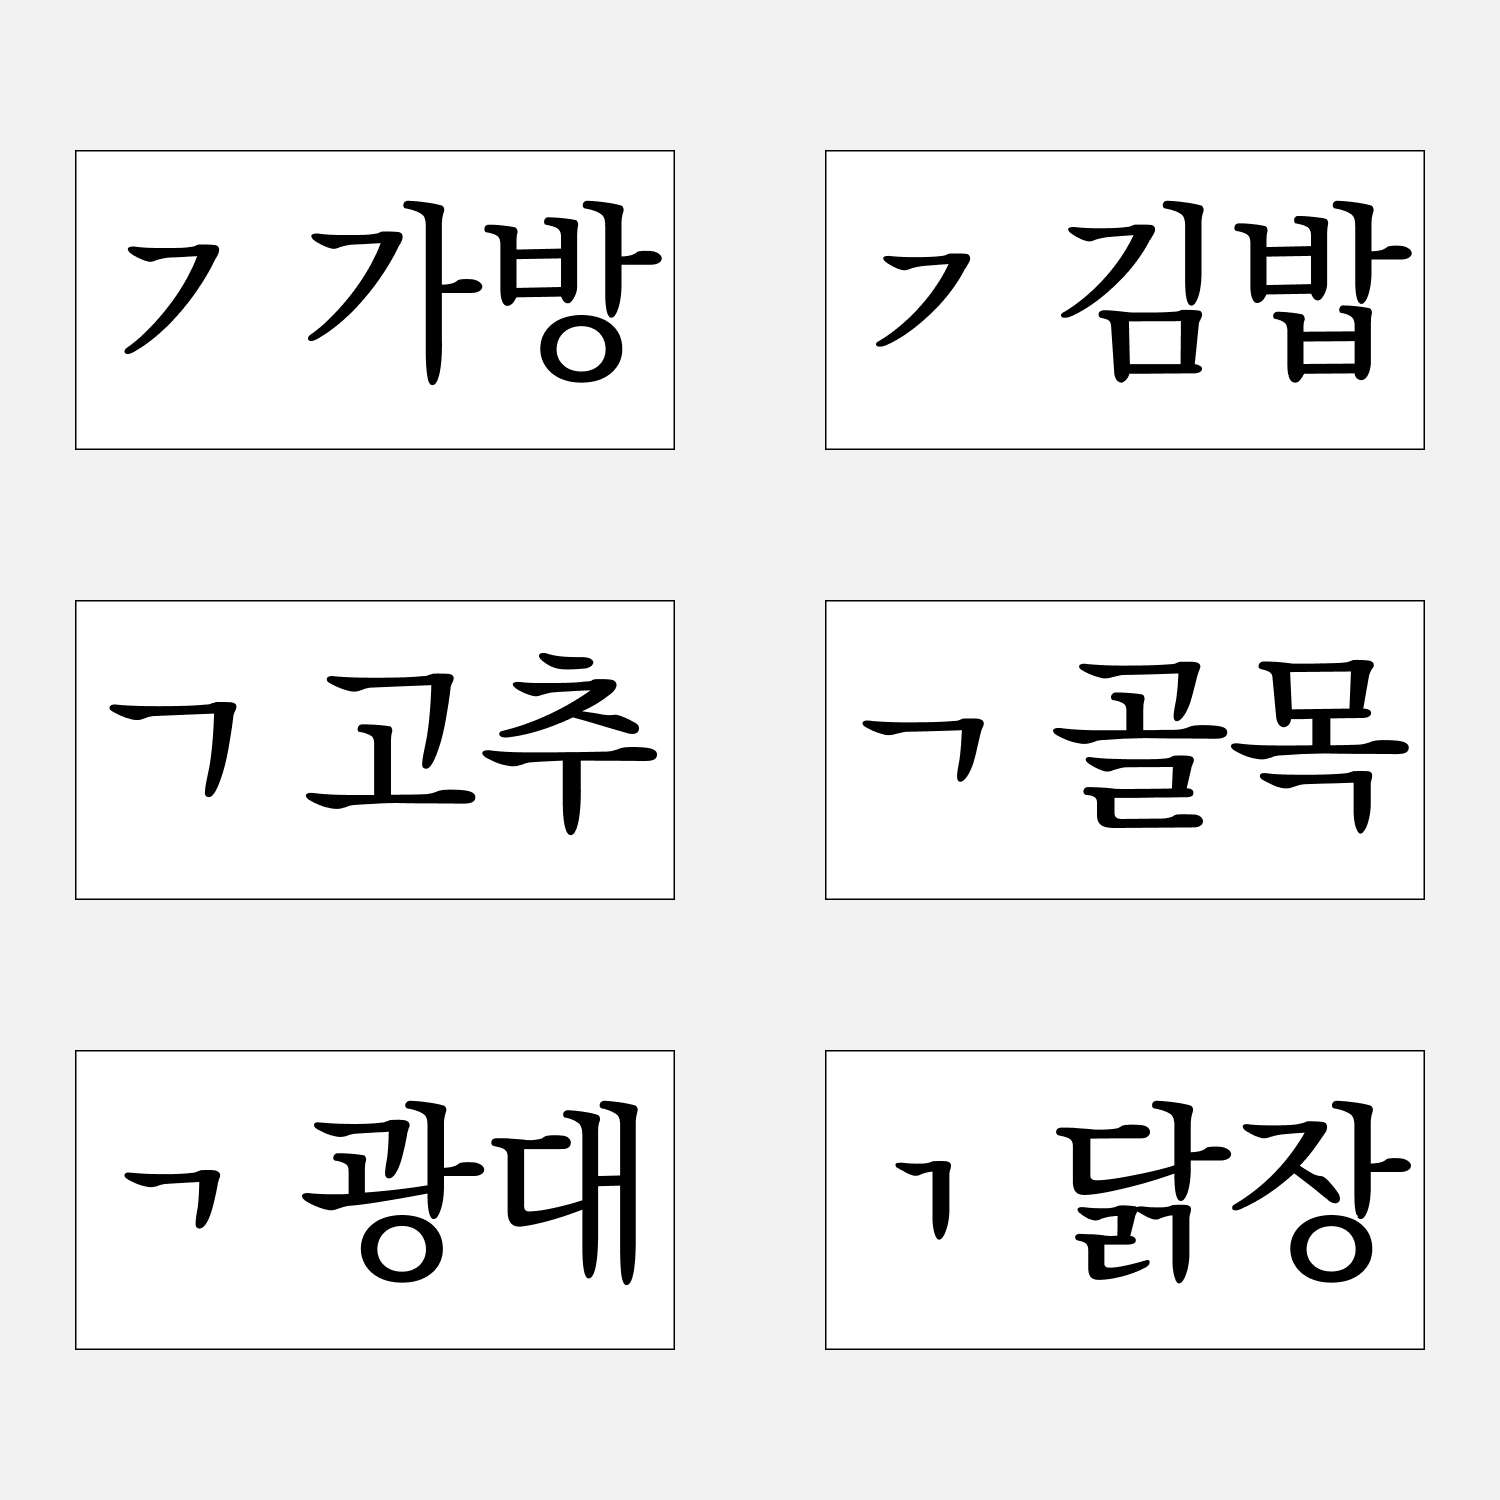 ㄱ 가방
ㄱ 김밥
ㄱ 고추
ㄱ 골목
ㄱ 광대
ㄱ 닭장